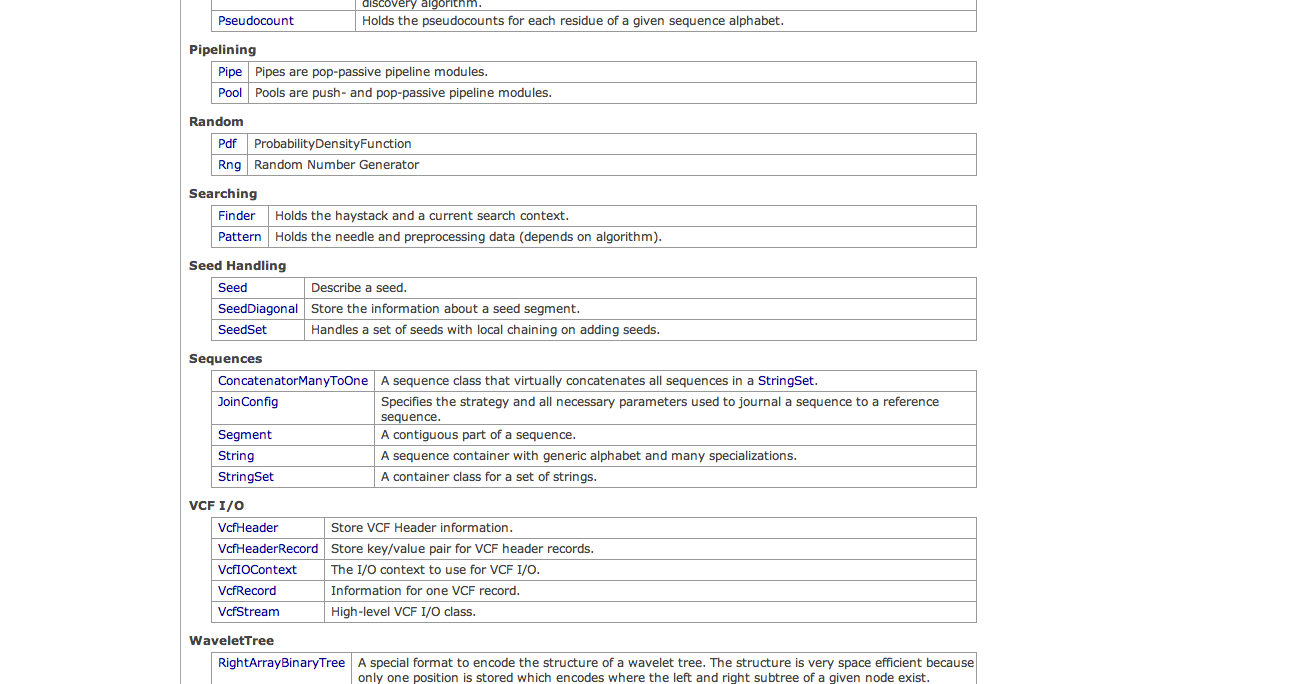 discovery algorithm.
Pseudocount Holds the pseudocounts for each residue of a given sequence alphabet.
Pipelining
Pipe Pipes are pop-passive pipeline modules.
Pool Pools are push- and pop-passive pipeline modules.
Random
Pdf ProbabilityDensityFunction
Rng Random Number Generator
Searching
Finder Holds the haystack and a current search context.
Pattern Holds the needle and preprocessing data (depends on algorithm).
Seed Handling
Seed Describe a seed.
SeedDiagonal Store the information about a seed segment.
SeedSet Handles a set of seeds with local chaining on adding seeds.
Sequences
ConcatenatorManyToOne A sequence class that virtually concatenates all sequences in a StringSet.
JoinConfig Specifies the strategy and all necessary parameters used to journal a sequence to a reference
sequence.
Segment A contiguous part of a sequence.
String A sequence container with generic alphabet and many specializations.
StringSet A container class for a set of strings.
VCF I/O
VcfHeader Store VCF Header information.
VcfHeaderRecord Store key/value pair for VCF header records.
VcfIOContext The I/O context to use for VCF I/O.
VcfRecord Information for one VCF record.
VcfStream High-level VCF I/O class.
WaveletTree
RightArrayBinaryTree A special format to encode the structure of a wavelet tree. The structure is very space efficient because
only one position is stored which encodes where the left and right subtree of a given node exist.